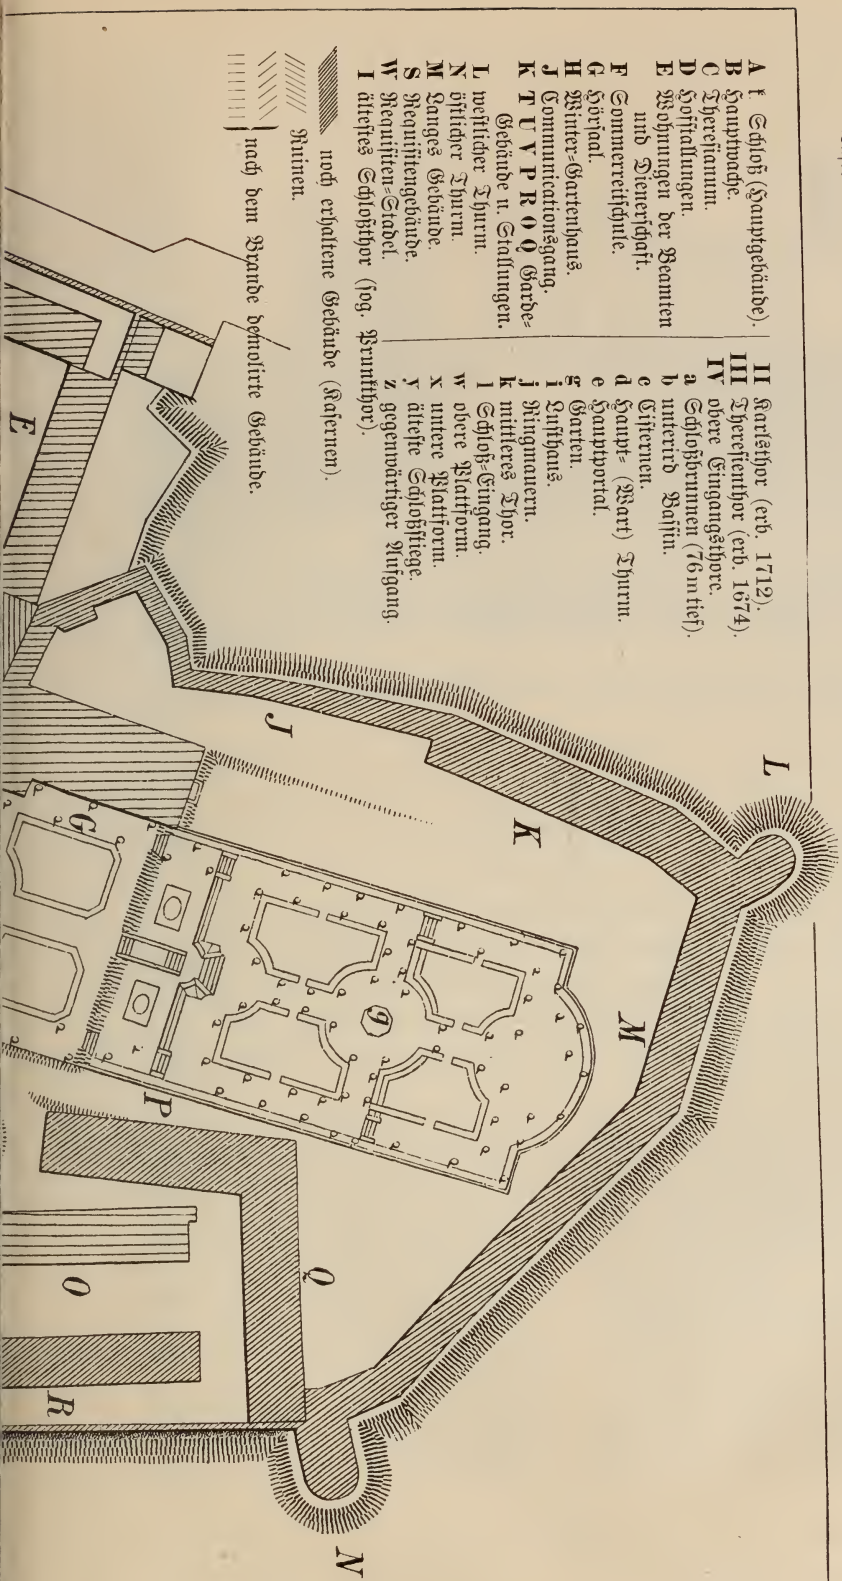 A k. Schloß (Hauptgebäude).
B Hauptwache.
C Theresianum.
D Hofstallungen.
E Wohnungen der Beamten
und Dienerschaft.
F Sommerreitschule.
G Hörsaal.
H Winter-Gartenhaus.
J Communicationsgang.
K T U V P R O Q Garde-
Gebäude u. Stallungen.
L westlicher Thurm.
N östlicher Thurm.
M Langes Gebäude.
S Requisitengebäude.
W Requisiten-Stadel.
I ältestes Schloßthor (sog. Prunkthor).
II Karlsthor (erb. 1712).
III Theresienthor (erb. 1674).
IV obere Eingangsthore.
a Schloßbrunnen (76 m tief).
b unterird Bassin.
c Cisternen.
d Haupt- (Wart) Thurm.
e Hauptportal.
g Garten.
i Lusthaus.
j Ringmauern.
k mittleres Thor.
l Schloß-Eingang.
w obere Plattform.
x untere Plattform.
y älteste Schloßstiege.
z gegenwärtiger Aufgang.
noch erhaltene Gebäude (Kasernen).
Ruinen.
nach dem Brande demolirte Gebäude.
E
J
K
L
G
g
M
P
O
Q
R
N